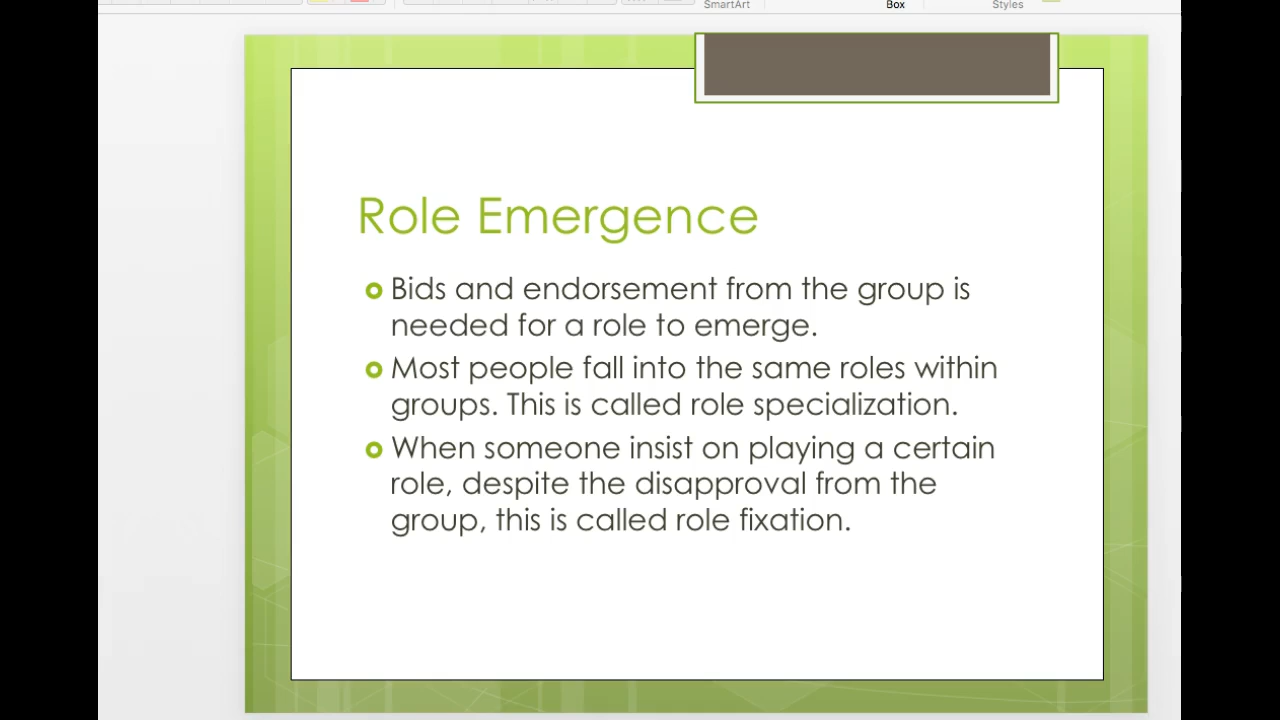 SmartArt
Box
Styles
Role Emergence
Bids and endorsement from the group is
needed for a role to emerge.
Most people fall into the same roles within
groups. This is called role specialization.
When someone insist on playing a certain
role, despite the disapproval from the
group, this is called role fixation.